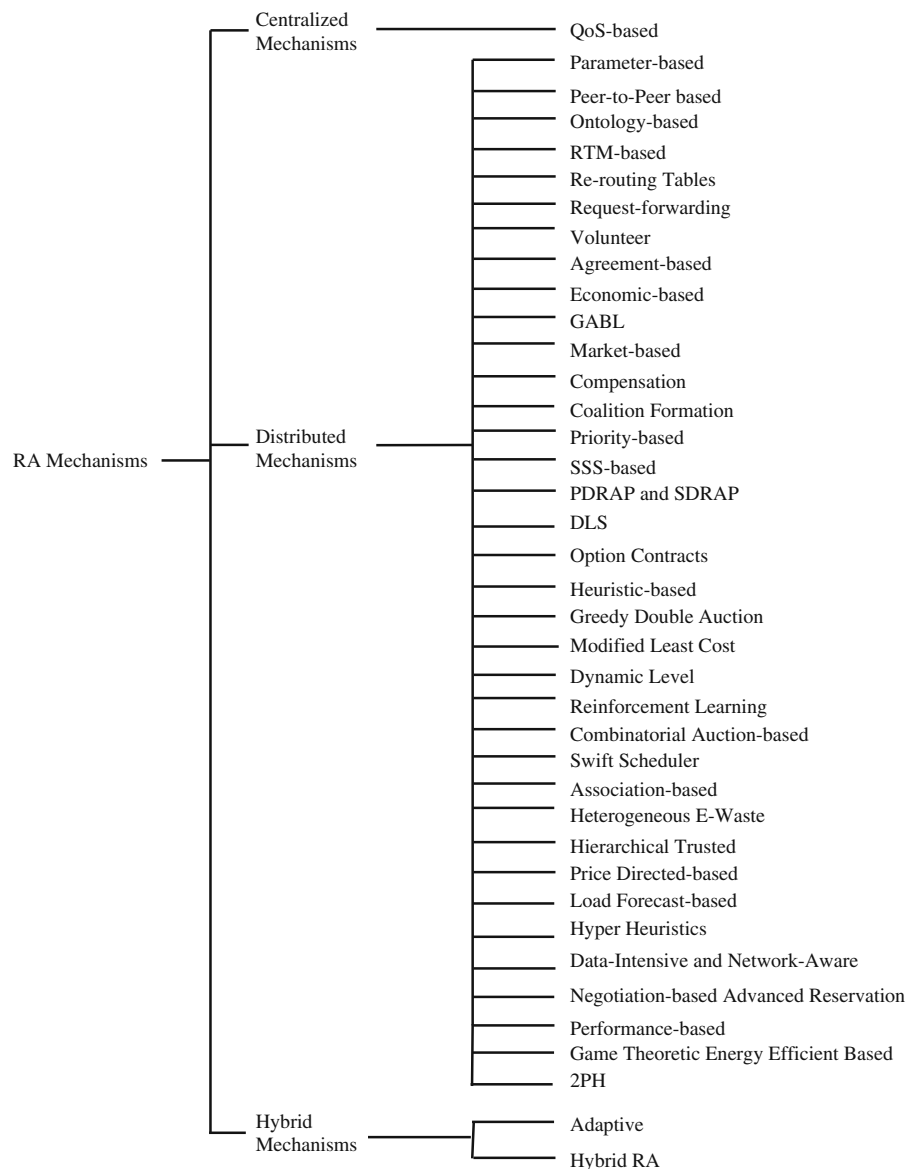 Centralized
Mechanisms
QoS-based
Parameter-based
Peer-to-Peer based
Ontology-based
RTM-based
Re-routing Tables
Request-forwarding
Volunteer
Agreement-based
Economic-based
GABL
Market-based
Compensation
Coalition Formation
Distributed
Mechanisms
Priority-based
RA Mechanisms
SSS-based
PDRAP and SDRAP
DLS
Option Contracts
Heuristic-based
Greedy Double Auction
Modified Least Cost
Dynamic Level
Reinforcement Learning
Combinatorial Auction-based
Swift Scheduler
Association-based
Heterogeneous E-Waste
Hierarchical Trusted
Price Directed-based
Load Forecast-based
Hyper Heuristics
Data-Intensive and Network-Aware
Negotiation-based Advanced Reservation
Performance-based
Game Theoretic Energy Efficient Based
2PH
Hybrid
Mechanisms
Adaptive
Hybrid RA